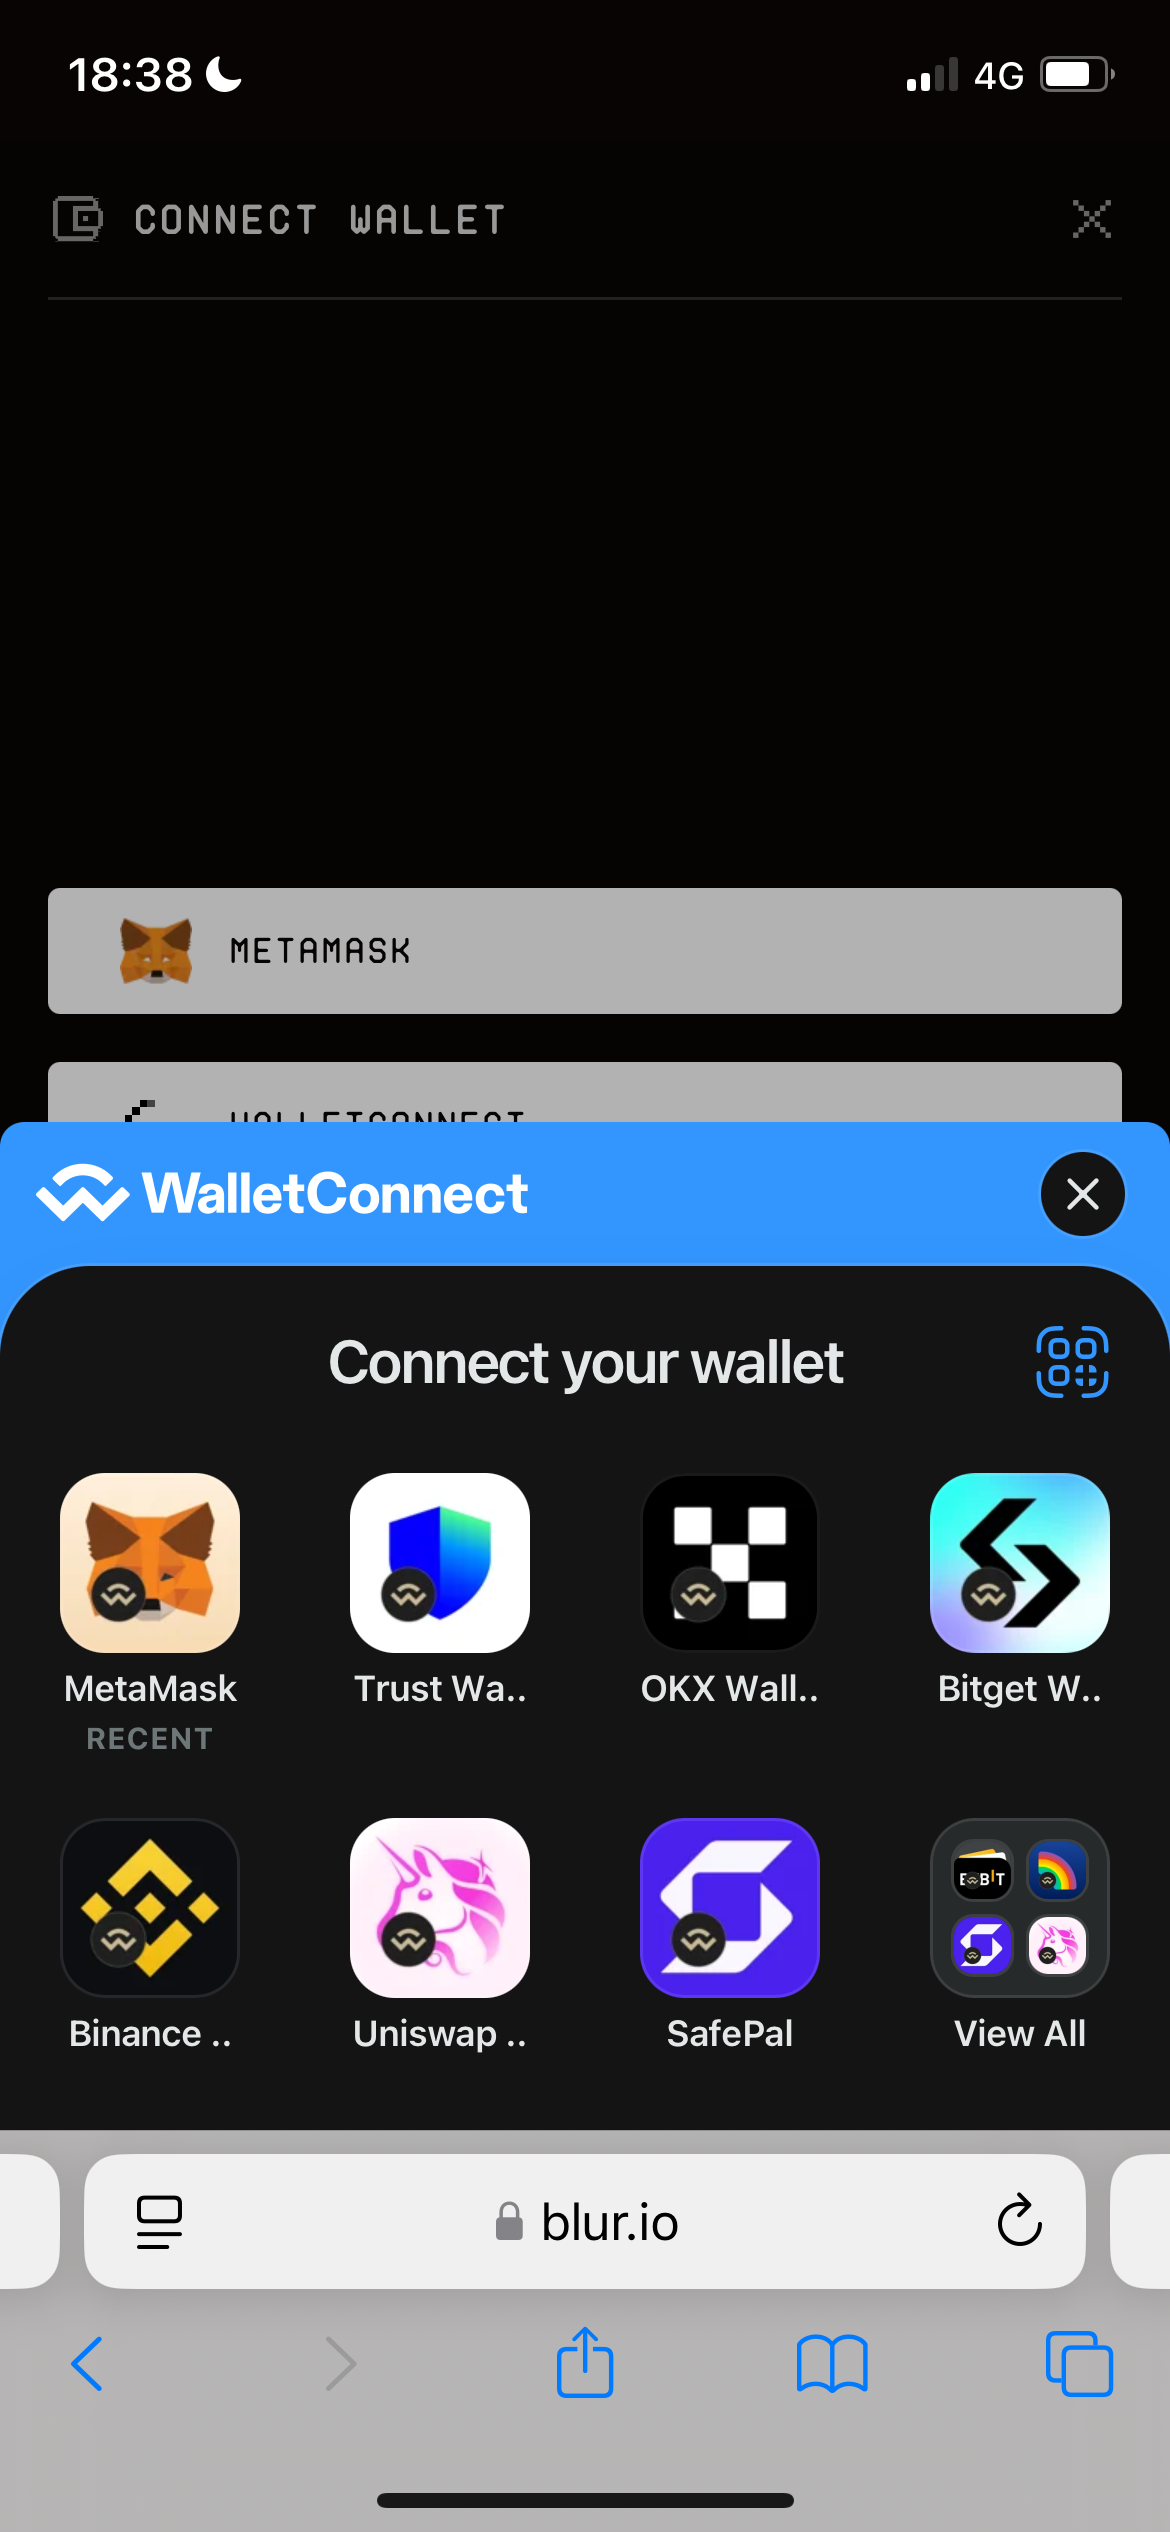 18:38
4G
CONNECT WALLET
METAMASK
WALLETCONNECT
WalletConnect
Connect your wallet
MetaMask
Trust Wa..
OKX Wall..
Bitget W..
RECENT
Binance ..
Uniswap ..
SafePal
View All
blur.io